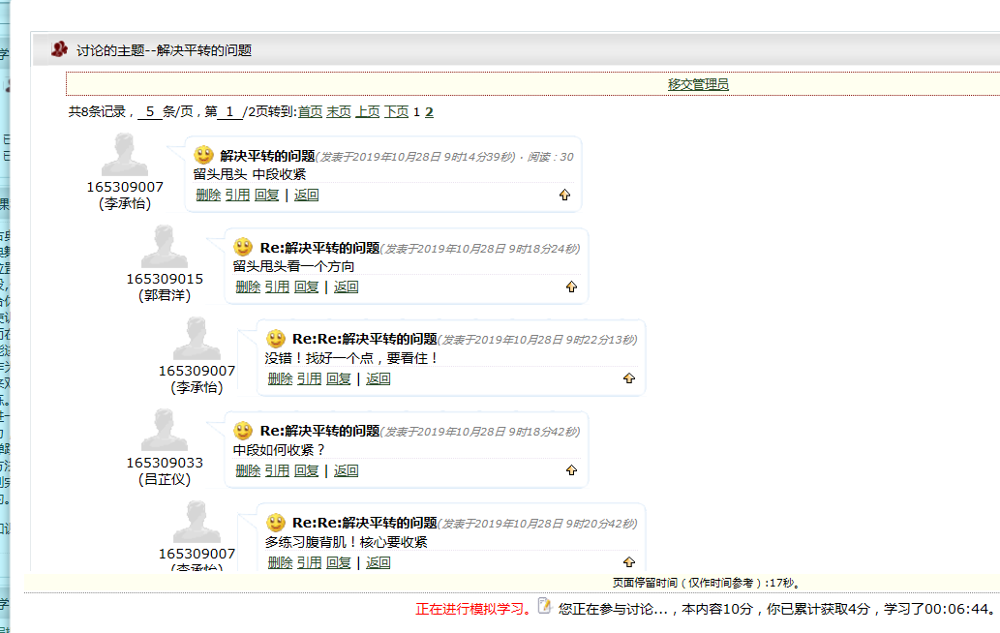 讨论的主题--解决平转的问题
移交管理员
共8条记录，5条/页，第1/2页转到:首页 末页 上页 下页 1 2
解决平转的问题(发表于2019年10月28日 9时14分39秒)·阅读：30
留头甩头 中段收紧
165309007
(李承怡)
删除 引用 回复 | 返回
Re:解决平转的问题(发表于2019年10月28日 9时18分24秒)
留头甩头看一个方向
165309015
(郭君洋)
删除 引用 回复 | 返回
Re:Re:解决平转的问题(发表于2019年10月28日 9时22分13秒)
没错！找好一个点，要看住！
165309007
(李承怡)
删除 引用 回复 | 返回
Re:解决平转的问题(发表于2019年10月28日 9时18分42秒)
中段如何收紧？
165309033
(吕芷仪)
删除 引用 回复 | 返回
Re:Re:解决平转的问题(发表于2019年10月28日 9时20分42秒)
多练习腹背肌！核心要收紧
165309007
(李承怡)
删除 引用 回复 | 返回
页面停留时间（仅作时间参考）:17秒。
正在进行模拟学习。您正在参与讨论...，本内容10分，你已累计获取4分，学习了00:06:44。